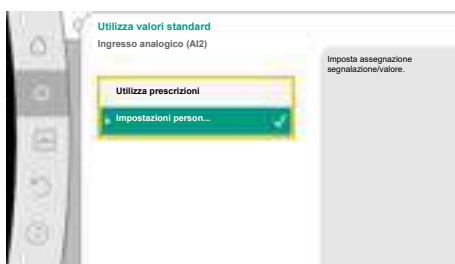 Utilizza valori standard
Ingresso analogico (AI2)
Imposta assegnazione
segnalazione/valore.
Utilizza prescrizioni
Impostazioni person...